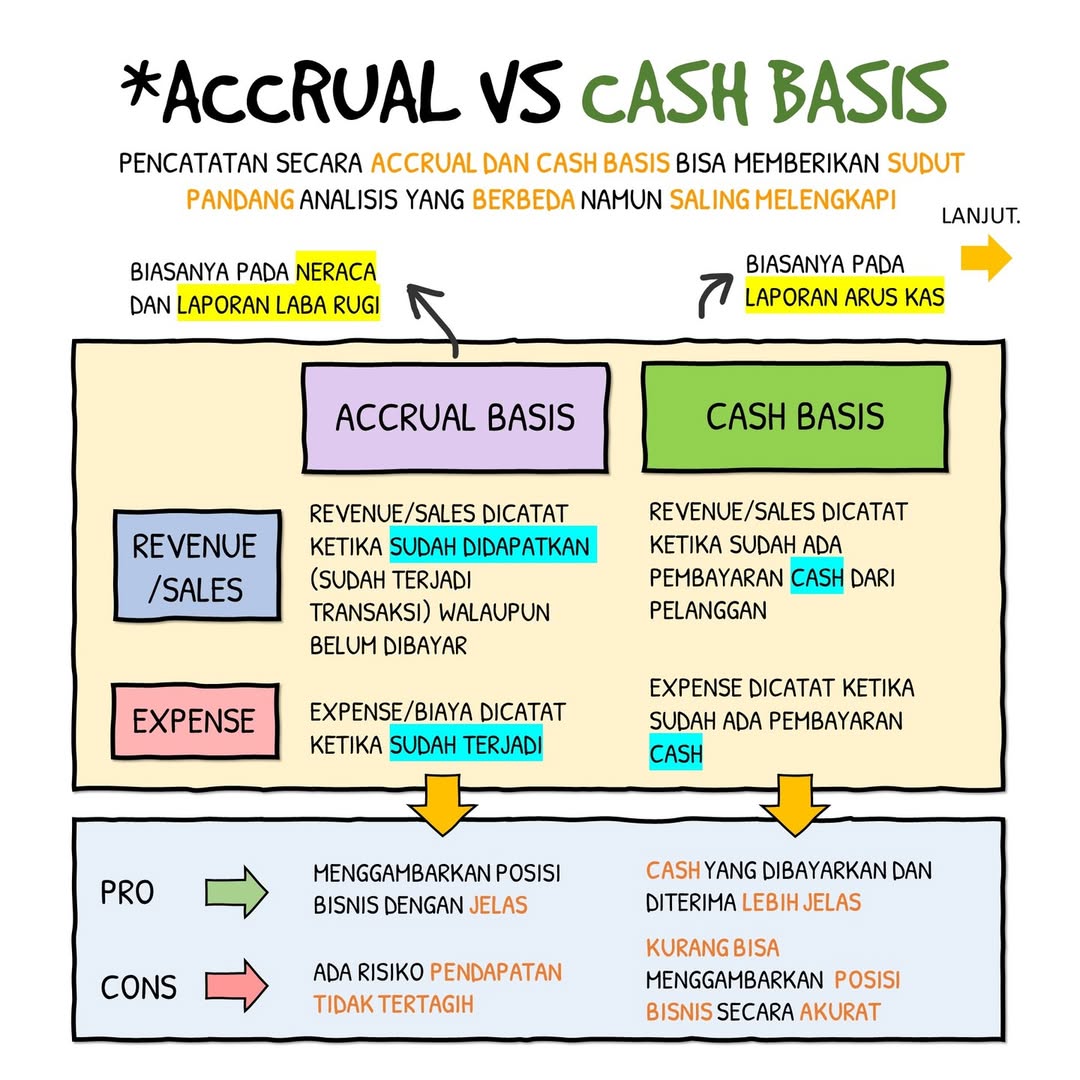 *ACCRUAL VS CASH BASIS
PENCATATAN SECARA ACCRUAL DAN CASH BASIS BISA MEMBERIKAN SUDUT
PANDANG ANALISIS YANG BERBEDA NAMUN SALING MELENGKAPI
LANJUT.
BIASANYA PADA NERACA
DAN LAPORAN LABA RUGI
BIASANYA PADA
LAPORAN ARUS KAS
ACCRUAL BASIS
CASH BASIS
REVENUE
/SALES
REVENUE/SALES DICATAT
KETIKA SUDAH DIDAPATKAN
(SUDAH TERJADI
TRANSAKSI) WALAUPUN
BELUM DIBAYAR
REVENUE/SALES DICATAT
KETIKA SUDAH ADA
PEMBAYARAN CASH DARI
PELANGGAN
EXPENSE
EXPENSE/BIAYA DICATAT
KETIKA SUDAH TERJADI
EXPENSE DICATAT KETIKA
SUDAH ADA PEMBAYARAN
CASH
PRO
MENGGAMBARKAN POSISI
BISNIS DENGAN JELAS
CASH YANG DIBAYARKAN DAN
DITERIMA LEBIH JELAS
CONS
ADA RISIKO PENDAPATAN
TIDAK TERTAGIH
KURANG BISA
MENGGAMBARKAN POSISI
BISNIS SECARA AKURAT